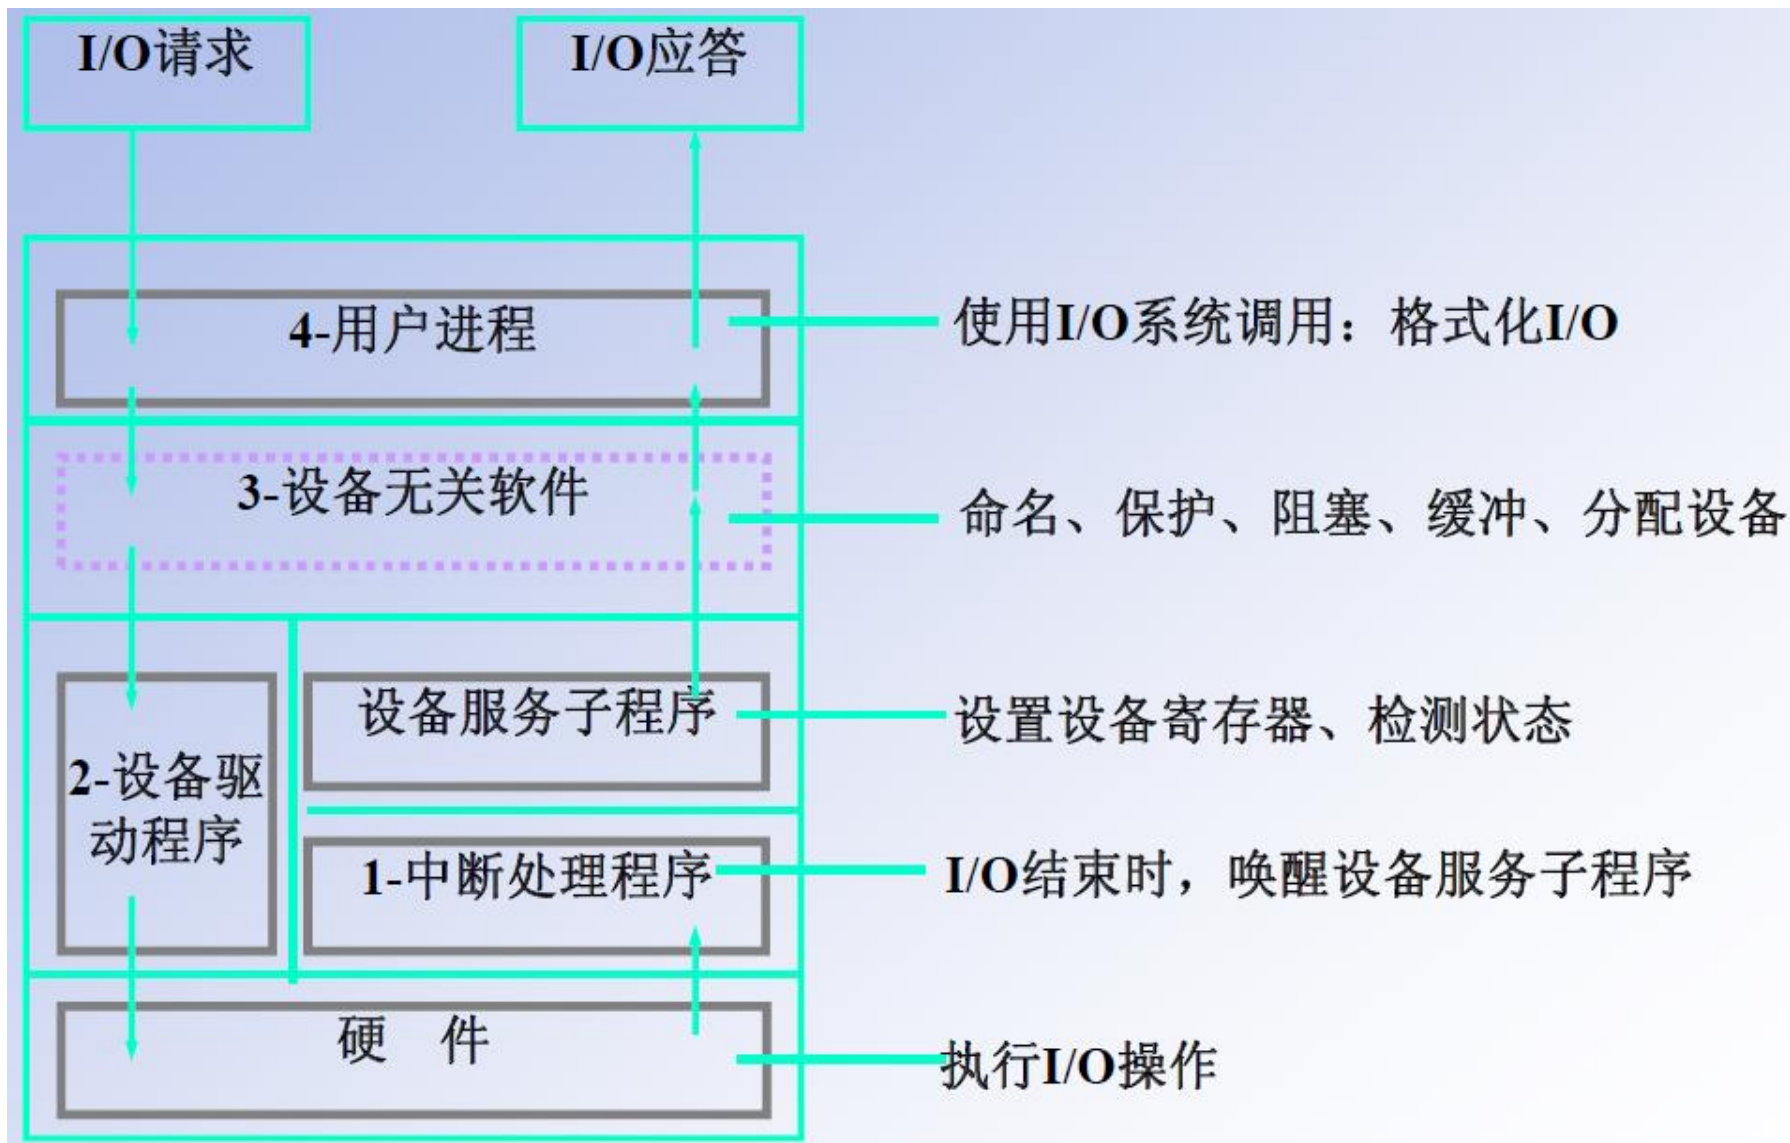 I/O请求
I/O应答
4-用户进程
使用I/O系统调用：格式化I/O
3-设备无关软件
命名、保护、阻塞、缓冲、分配设备
设备服务子程序
设置设备寄存器、检测状态
2-设备驱
动程序
1-中断处理程序
I/O结束时，唤醒设备服务子程序
硬 件
执行I/O操作